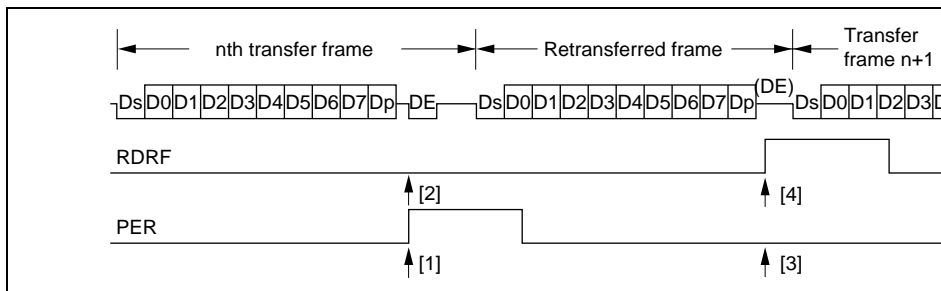 nth transfer frame Retransferred frame Transfer frame n+1
(DE)
Ds D0 D1 D2 D3 D4 D5 D6 D7 Dp DE Ds D0 D1 D2 D3 D4 D5 D6 D7 Dp Ds D0 D1 D2 D3 D
RDRF
[2] [4]
PER
[1] [3]